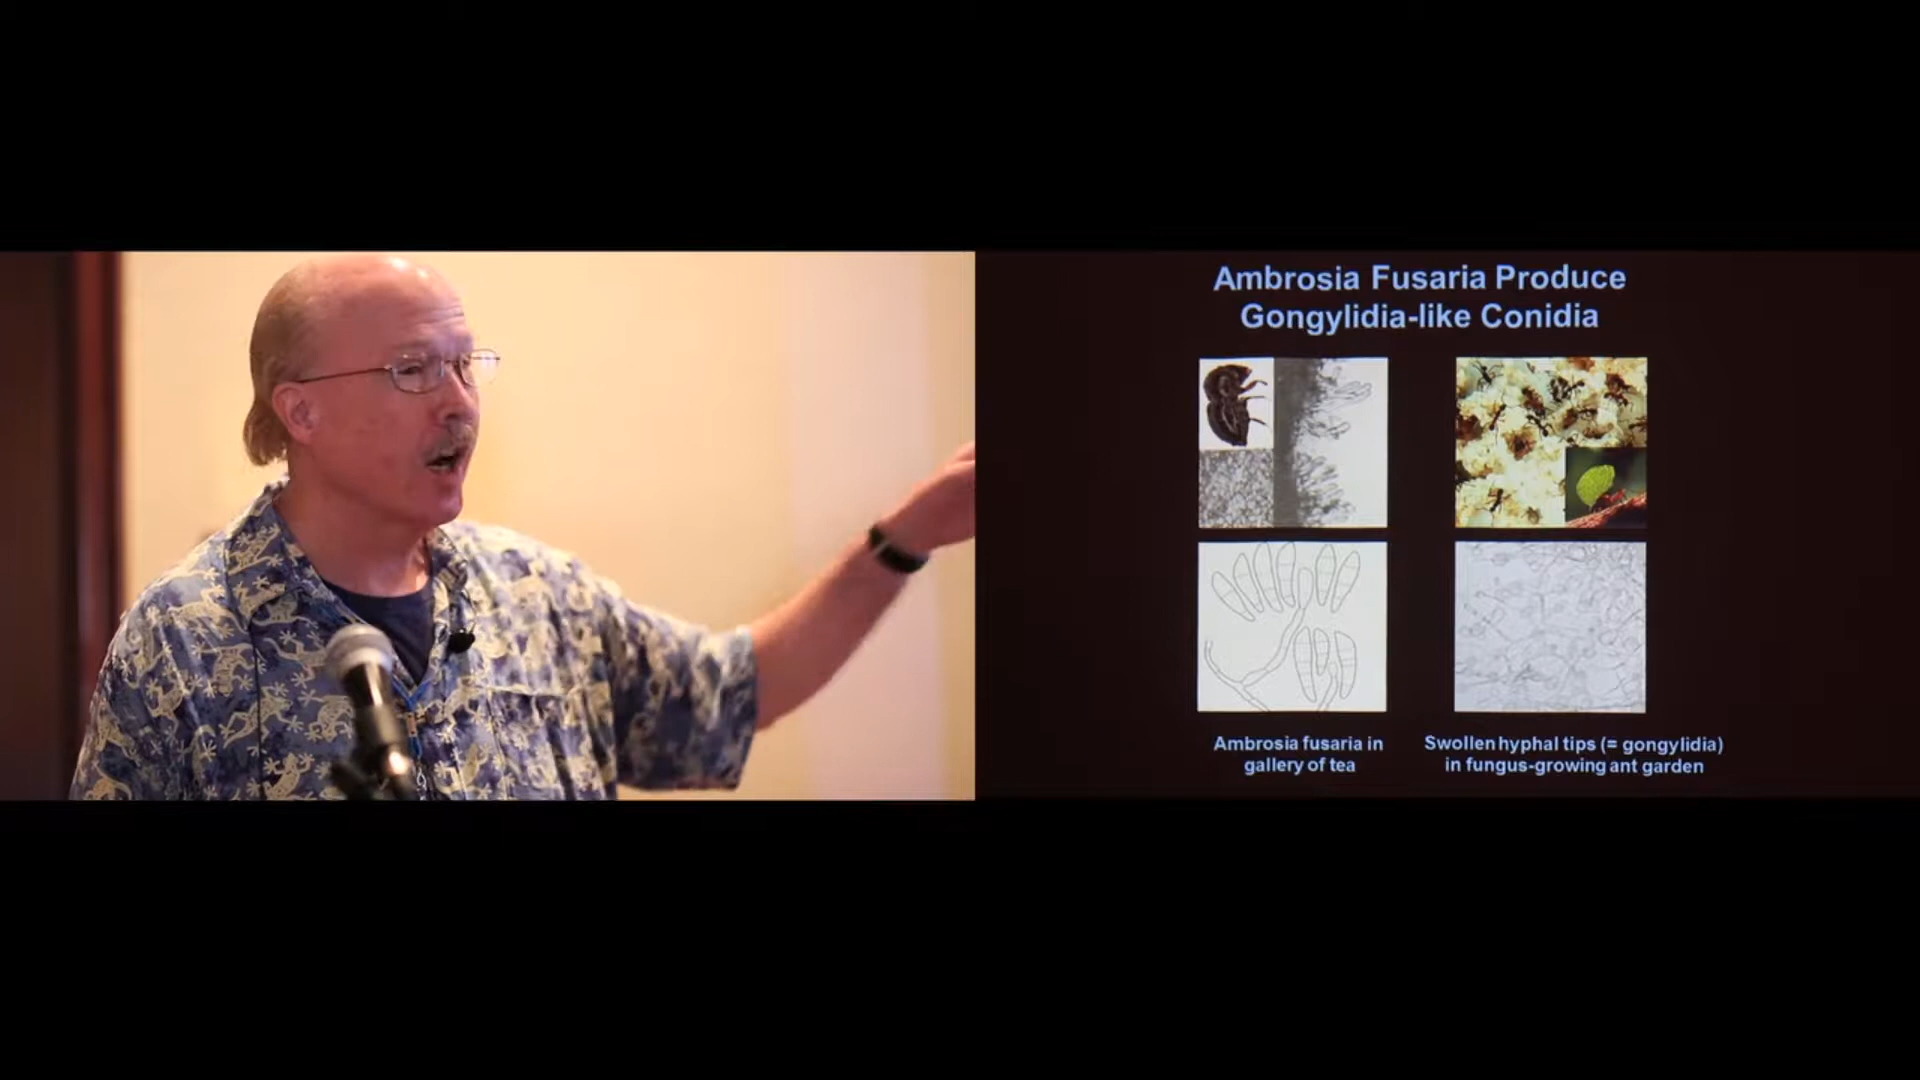 Ambrosia Fusaria Produce
Gongylidia-like Conidia
Ambrosia fusaria in
gallery of tea
Swollen hyphal tips (= gongylidia)
in fungus-growing ant garden